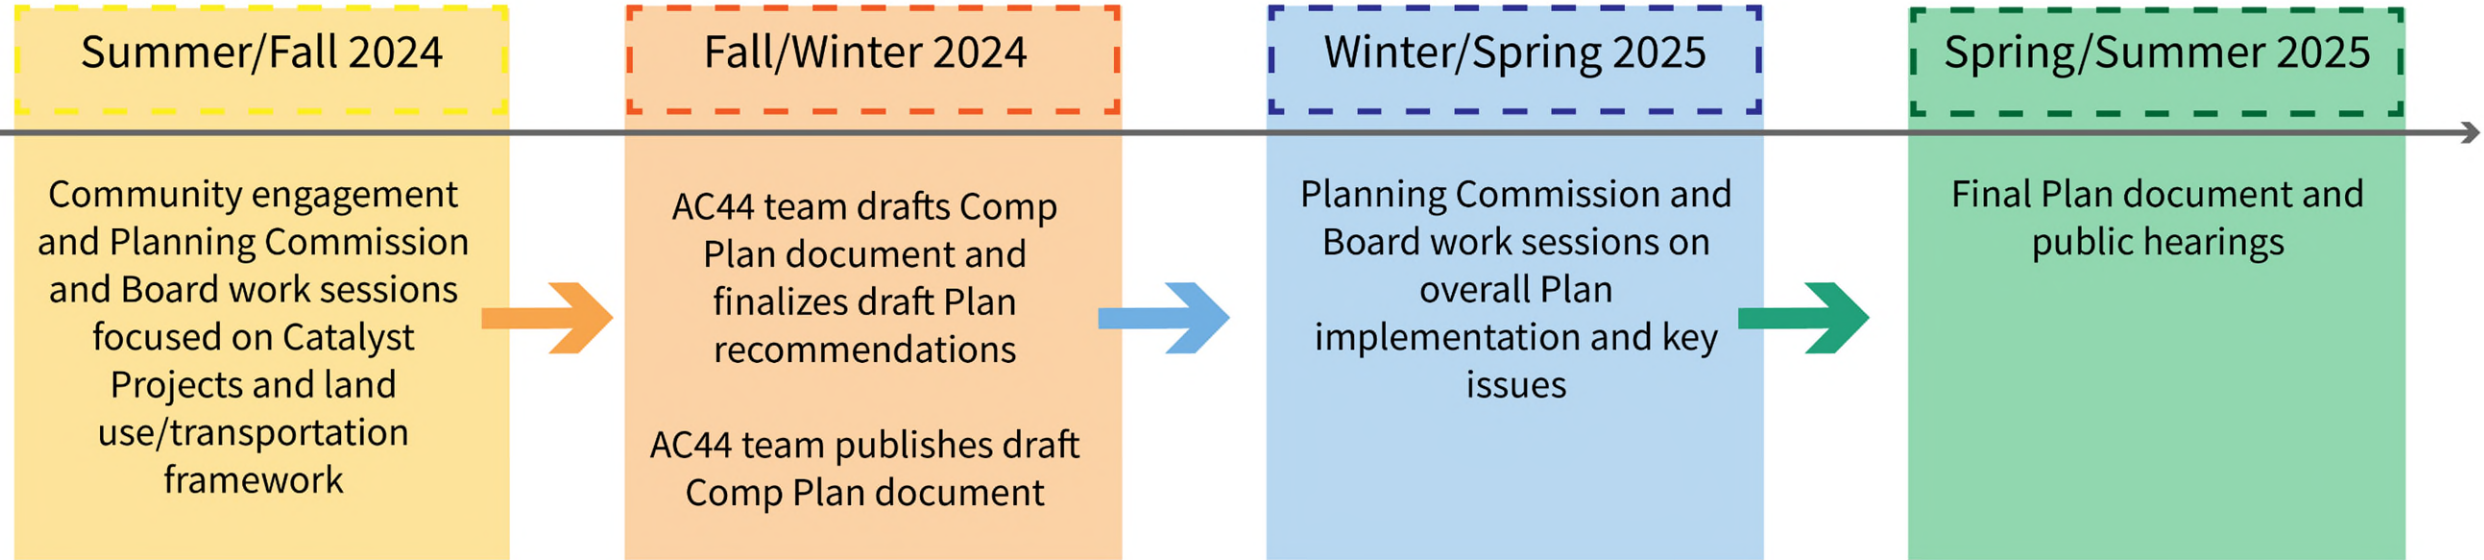 Summer/Fall 2024
Community engagement
and Planning Commission
and Board work sessions
focused on Catalyst
Projects and land
use/transportation
framework
Fall/Winter 2024
AC44 team drafts Comp
Plan document and
finalizes draft Plan
recommendations
AC44 team publishes draft
Comp Plan document
Winter/Spring 2025
Planning Commission and
Board work sessions on
overall Plan
implementation and key
issues
Spring/Summer 2025
Final Plan document and
public hearings